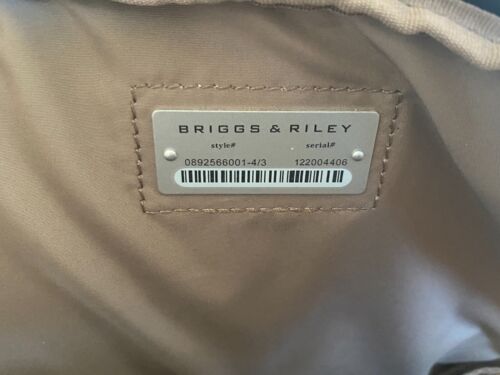 BRIGGS & RILEY
style# serial#
0892566001-4/3 122004406